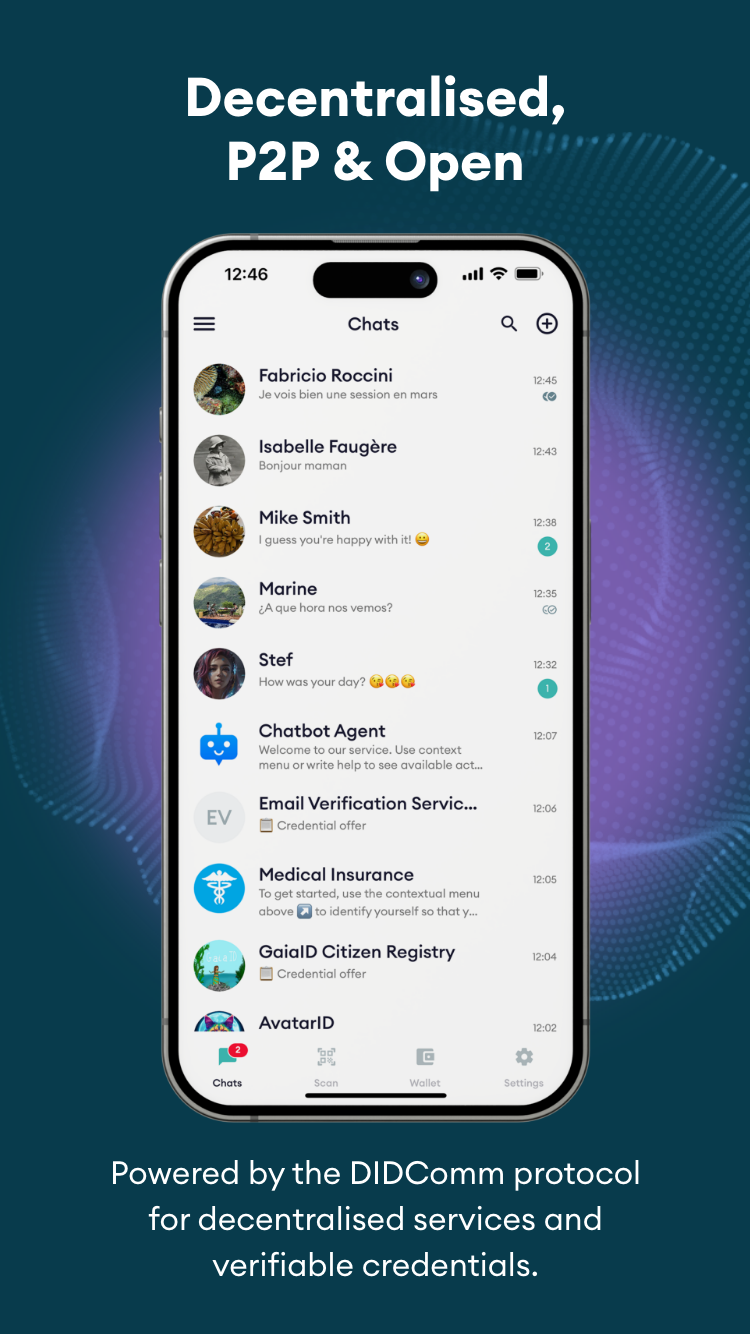 Decentralised,
P2P & Open
12:46
Chats
Fabricio Roccini
12:45
Je vois bien une session en mars
Isabelle Faugère
12:43
Bonjour maman
Mike Smith
12:38
I guess you're happy with it! 😀
2
Marine
12:35
¿A que hora nos vemos?
Stef
12:32
How was your day? 😘😘😘
1
Chatbot Agent
12:07
Welcome to our service. Use context
menu or write help to see available act...
EV
Email Verification Servic...
12:06
📋 Credential offer
Medical Insurance
12:05
To get started, use the contextual menu
above ↗️ to identify yourself so that y...
GaiaID Citizen Registry
12:04
📋 Credential offer
AvatarID
12:02
2
Chats
Scan
Wallet
Settings
Powered by the DIDComm protocol
for decentralised services and
verifiable credentials.